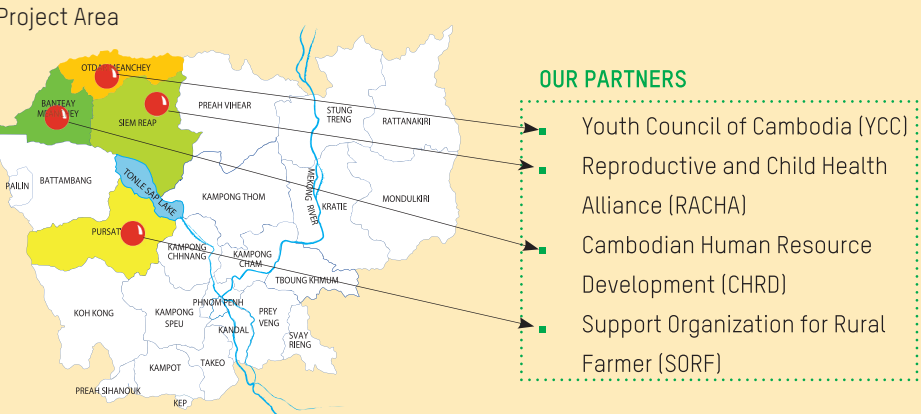 Project Area
OTDAR MEANCHEY
BANTEAY
MEANCHEY
SIEM REAP
PREAH VIHEAR
STUNG
TRENG
RATTANAKIRI
PAILIN
BATTAMBANG
TONLE SAP LAKE
KAMPONG THOM
MEKONG RIVER
KRATIE
MONDULKIRI
PURSAT
KAMPONG
CHHNANG
KAMPONG
CHAM
TBOUNG KHMUM
KOH KONG
KAMPONG
SPEU
PHNOM PENH
KANDAL
PREY
VENG
SVAY
RIENG
KAMPOT
TAKEO
PREAH SIHANOUK
KEP
OUR PARTNERS
Youth Council of Cambodia (YCC)
Reproductive and Child Health
Alliance (RACHA)
Cambodian Human Resource
Development (CHRD)
Support Organization for Rural
Farmer (SORF)